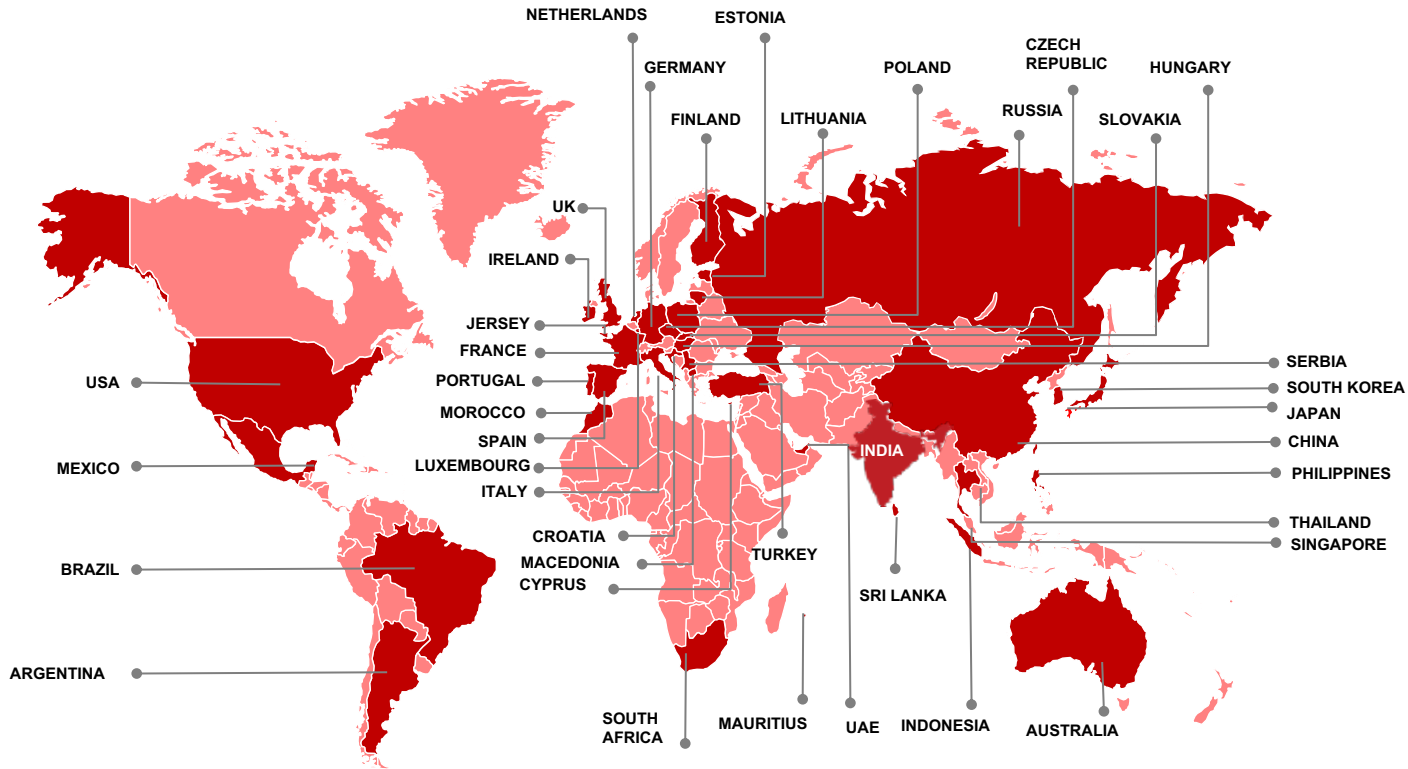 NETHERLANDS
ESTONIA
CZECH
REPUBLIC
GERMANY
POLAND
HUNGARY
RUSSIA
FINLAND
LITHUANIA
SLOVAKIA
UK
IRELAND
JERSEY
FRANCE
SERBIA
USA
PORTUGAL
SOUTH KOREA
MOROCCO
JAPAN
SPAIN
CHINA
INDIA
MEXICO
LUXEMBOURG
PHILIPPINES
ITALY
THAILAND
CROATIA
SINGAPORE
TURKEY
MACEDONIA
BRAZIL
CYPRUS
SRI LANKA
ARGENTINA
SOUTH
AFRICA
MAURITIUS
UAE
INDONESIA
AUSTRALIA